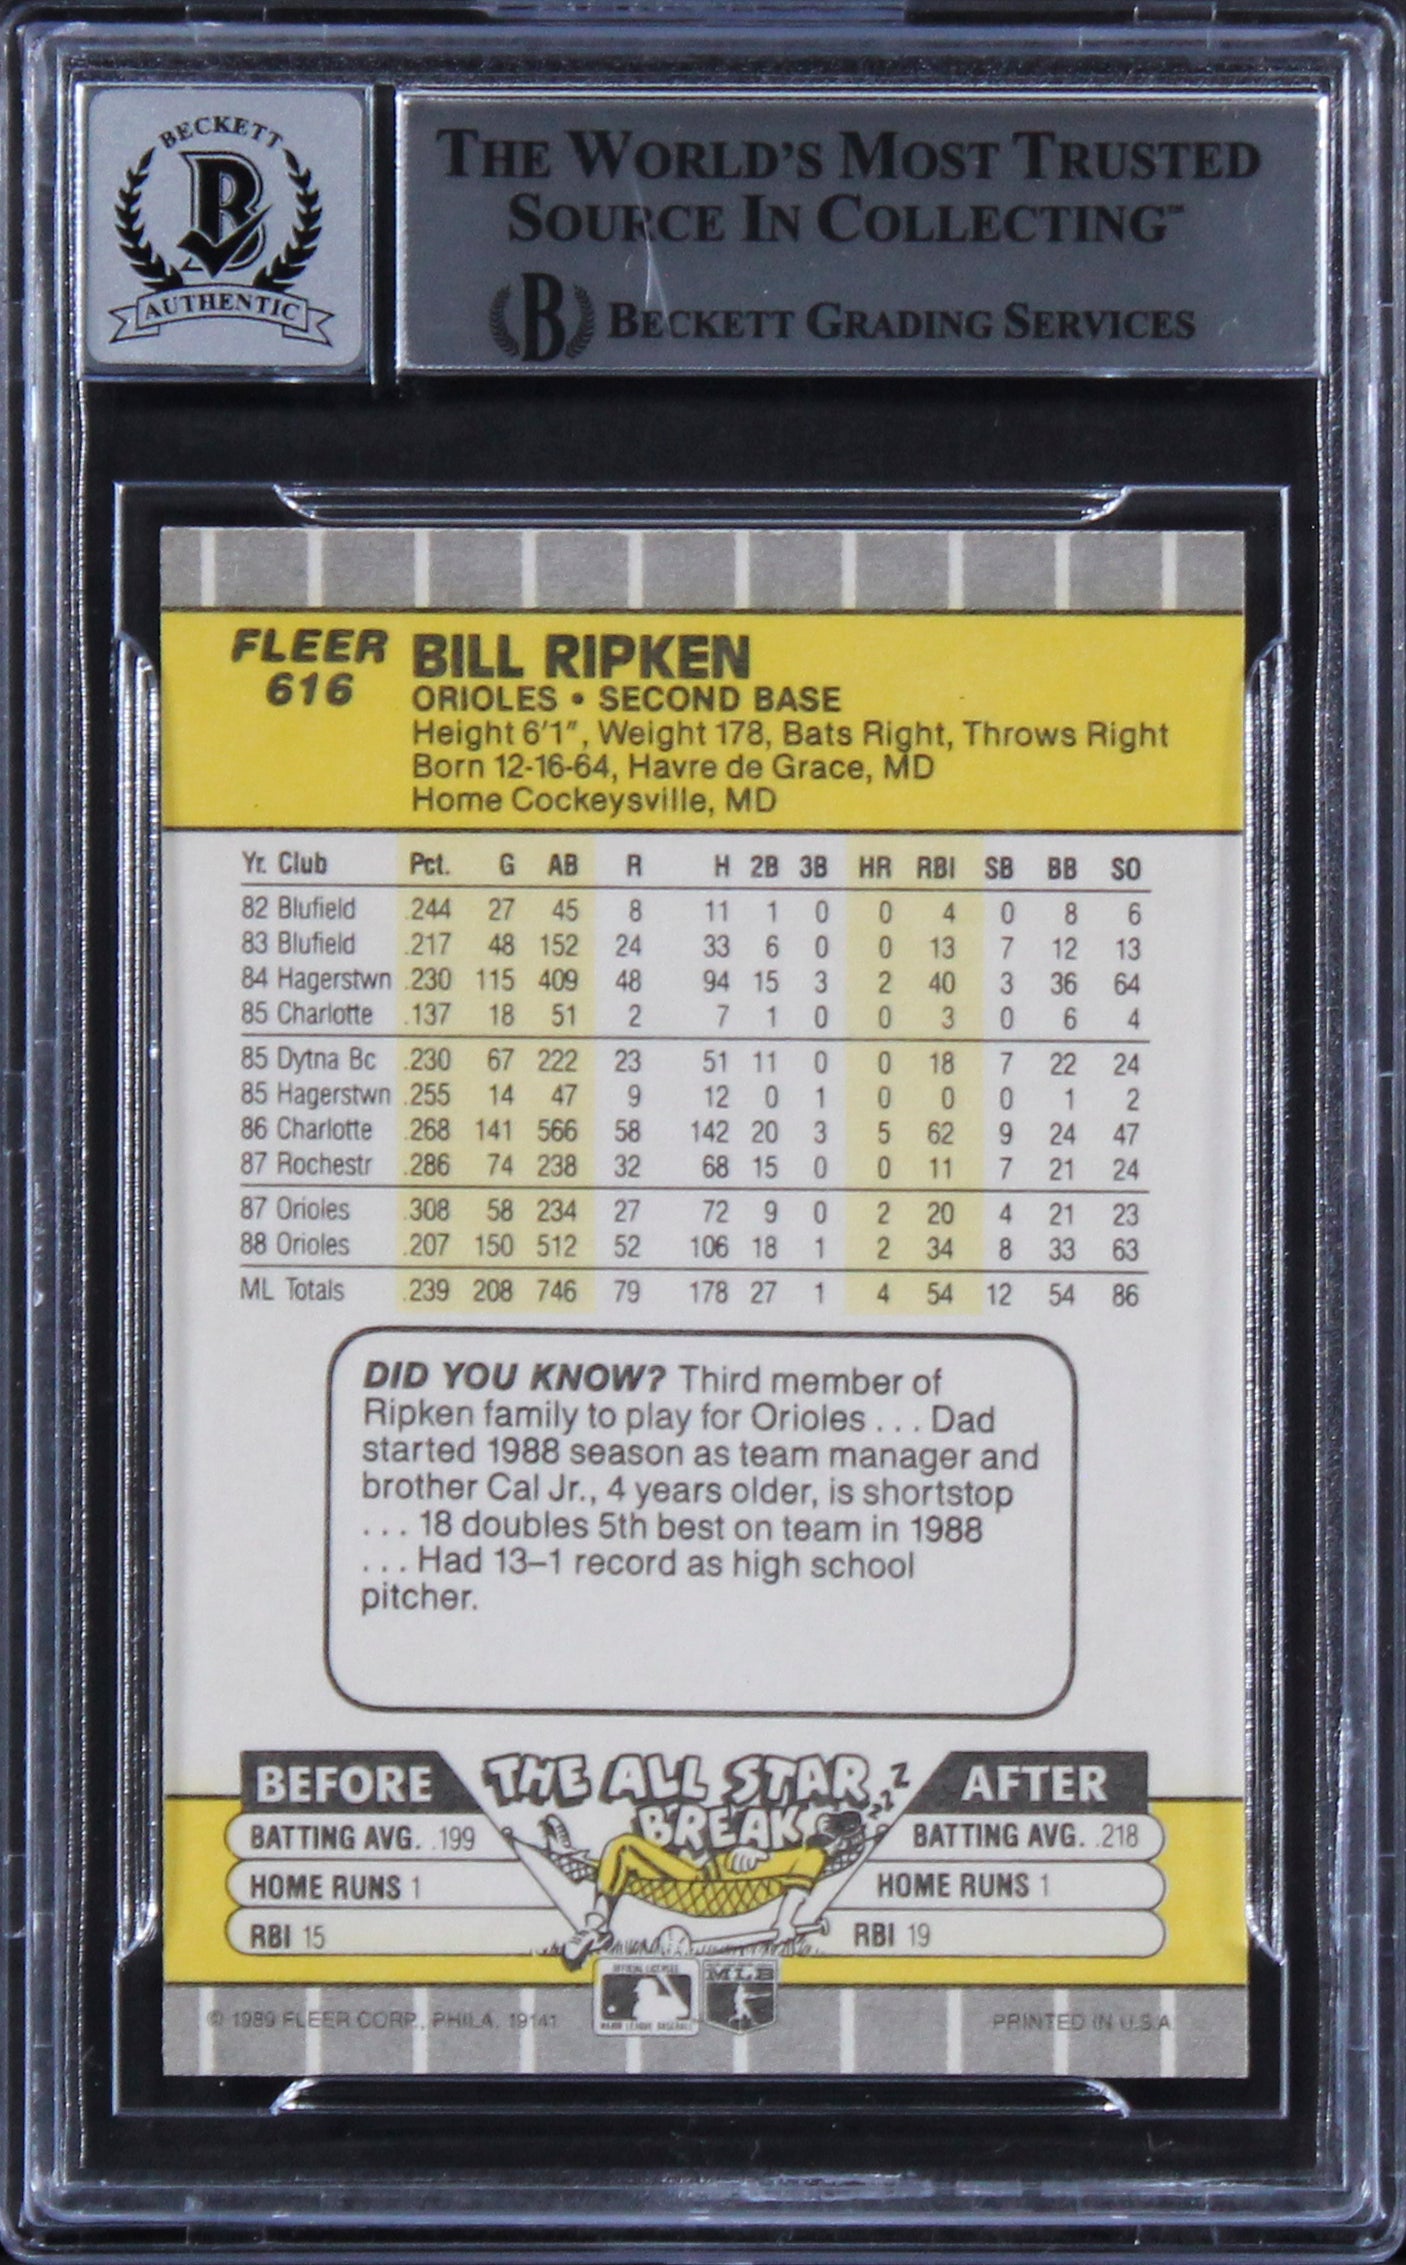 BECKETT
B
AUTHENTIC
THE WORLD'S MOST TRUSTED
SOURCE IN COLLECTING™
B BECKETT GRADING SERVICES
FLEER
616
BILL RIPKEN
ORIOLES • SECOND BASE
Height 6'1", Weight 178, Bats Right, Throws Right
Born 12-16-64, Havre de Grace, MD
Home Cockeysville, MD
Yr. Club Pct. G AB R H 2B 3B HR RBI SB BB SO
82 Blufield .244 27 45 8 11 1 0 0 4 0 8 6
83 Blufield .217 48 152 24 33 6 0 0 13 7 12 13
84 Hagerstwn .230 115 409 48 94 15 3 2 40 3 36 64
85 Charlotte .137 18 51 2 7 1 0 0 3 0 6 4
85 Dytna Bc .230 67 222 23 51 11 0 0 18 7 22 24
85 Hagerstwn .255 14 47 9 12 0 1 0 0 0 1 2
86 Charlotte .268 141 566 58 142 20 3 5 62 9 24 47
87 Rochestr .286 74 238 32 68 15 0 0 11 7 21 24
87 Orioles .308 58 234 27 72 9 0 2 20 4 21 23
88 Orioles .207 150 512 52 106 18 1 2 34 8 33 63
ML Totals .239 208 746 79 178 27 1 4 54 12 54 86
DID YOU KNOW? Third member of
Ripken family to play for Orioles . . . Dad
started 1988 season as team manager and
brother Cal Jr., 4 years older, is shortstop
. . . 18 doubles 5th best on team in 1988
. . . Had 13–1 record as high school
pitcher.
BEFORE THE ALL STAR BREAK AFTER
Z Z Z Z
BATTING AVG. .199 BATTING AVG. .218
HOME RUNS 1 HOME RUNS 1
RBI 15 RBI 19
OFFICIAL LICENSEE
MAJOR LEAGUE BASEBALL
MLB
© 1989 FLEER CORP., PHILA. 19141 PRINTED IN U.S.A.